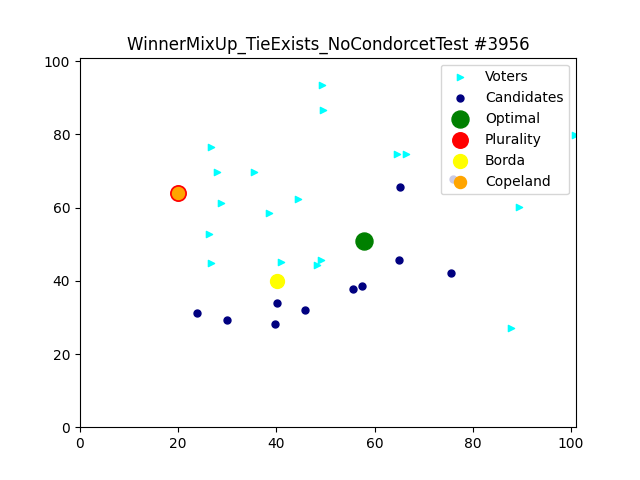 WinnerMixUp_TieExists_NoCondorcetTest #3956
100
80
60
40
20
0
0 20 40 60 80 100
Voters
Candidates
Optimal
Plurality
Borda
Copeland